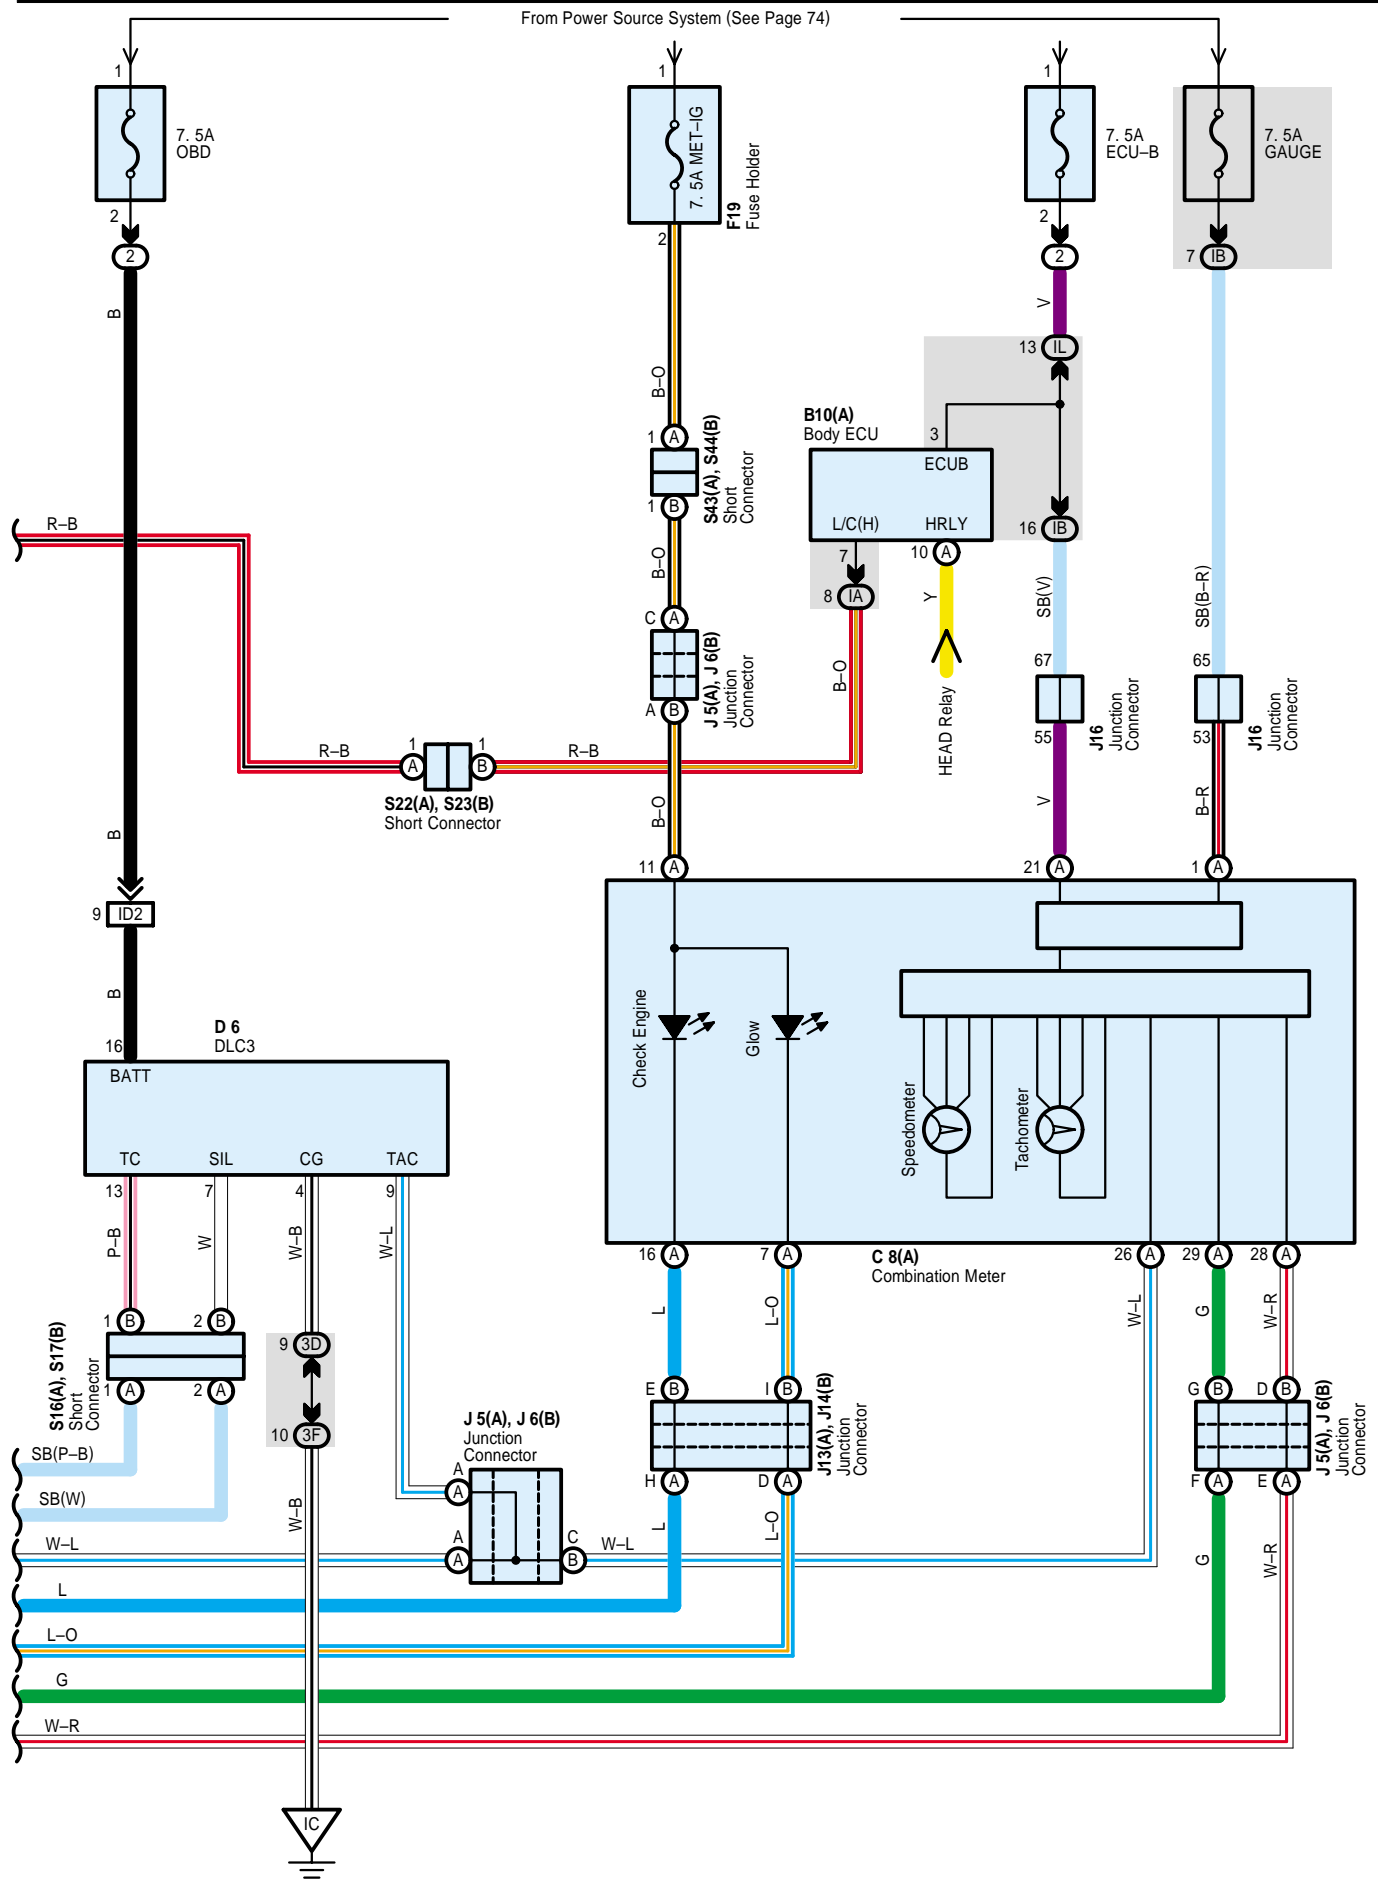 From Power Source System (See Page 74)
1
1
1
7. 5A
OBD
7. 5A MET–IG
F19
Fuse Holder
7. 5A
ECU–B
7. 5A
GAUGE
2
2
2
2
2
7
IB
B
V
13
IL
B–O
B10(A)
Body ECU
3
ECUB
1
A
S43(A), S44(B)
Short
Connector
1
B
L/C(H)
HRLY
16
IB
R–B
7
10
A
8
IA
B–O
Y
SB(V)
SB(B–R)
C
A
J 5(A), J 6(B)
Junction
Connector
A
B
B–O
HEAD Relay
67
65
J16
Junction
Connector
J16
Junction
Connector
55
53
R–B
1
1
R–B
A
B
S22(A), S23(B)
Short Connector
B
B–O
V
B–R
11
A
21
A
1
A
9
ID2
B
D 6
DLC3
16
BATT
Check Engine
Glow
Speedometer
Tachometer
TC
SIL
CG
TAC
13
7
4
9
P–B
W
W–B
W–L
16
A
7
A
C 8(A)
Combination Meter
26
A
29
A
28
A
L
L–O
W–L
G
W–R
1
B
2
B
S16(A), S17(B)
Short
Connector
1
A
2
A
9
3D
10
3F
E
B
I
B
J13(A), J14(B)
Junction
Connector
G
B
D
B
J 5(A), J 6(B)
Junction
Connector
J 5(A), J 6(B)
Junction
Connector
SB(P–B)
A
A
H
A
D
A
F
A
E
A
SB(W)
W–B
L
L–O
W–L
A
A
C
B
W–L
G
W–R
L
L–O
G
W–R
IC